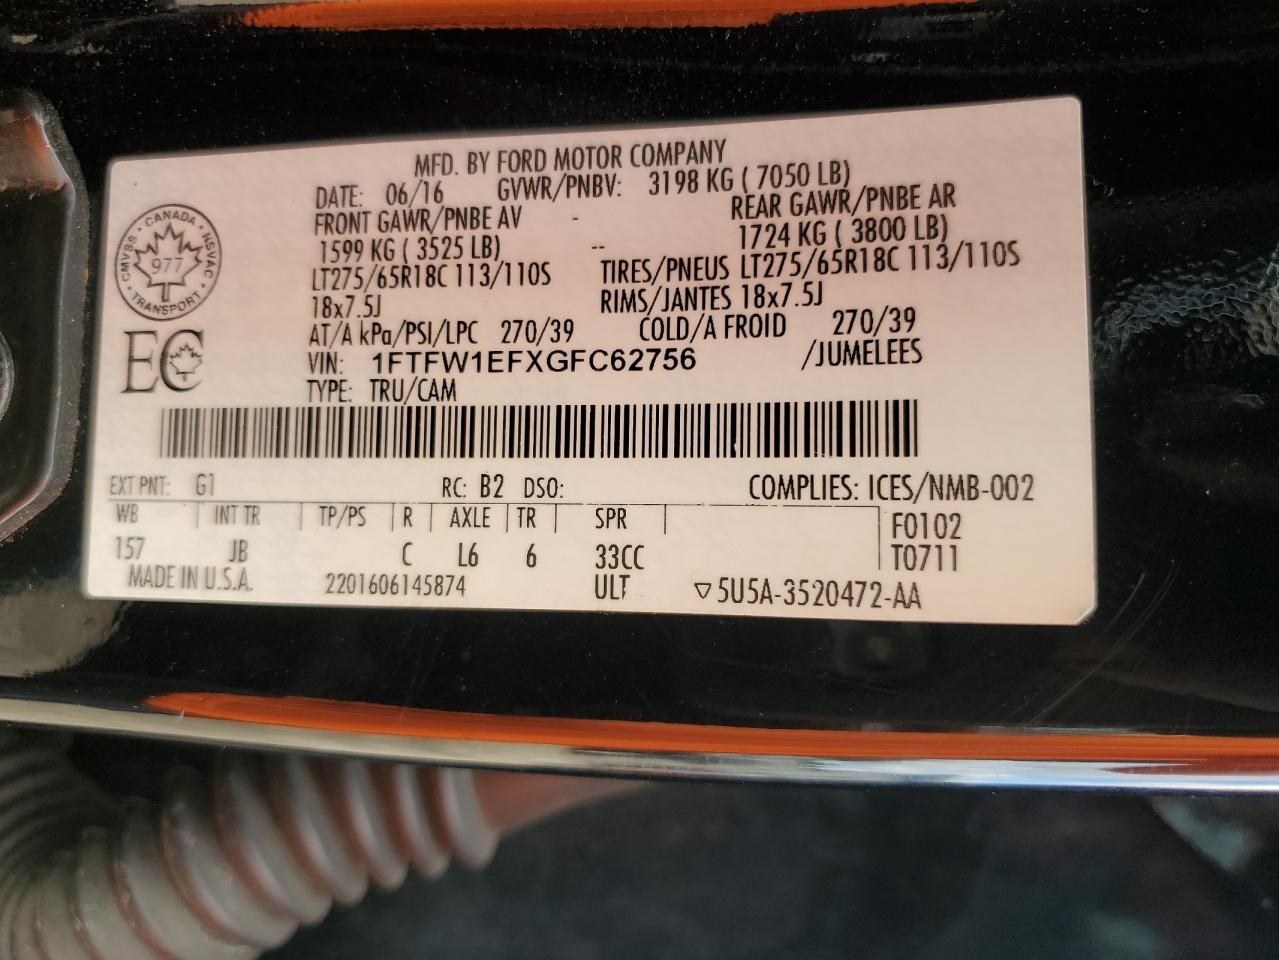 MFD. BY FORD MOTOR COMPANY
DATE: 06/16 GVWR/PNBV: 3198 KG ( 7050 LB)
FRONT GAWR/PNBE AV - REAR GAWR/PNBE AR
1599 KG ( 3525 LB) -- 1724 KG ( 3800 LB)
LT275/65R18C 113/110S TIRES/PNEUS LT275/65R18C 113/110S
18x7.5J RIMS/JANTES 18x7.5J
AT/A kPa/PSI/LPC 270/39 COLD/A FROID 270/39
VIN: 1FTFW1EFXGFC62756 /JUMELEES
TYPE: TRU/CAM
CMVSS • CANADA • NSVAC • TRANSPORT •
977
EC
EXT PNT: G1 RC: B2 DSO: COMPLIES: ICES/NMB-002
WB | INT TR | TP/PS | R | AXLE | TR | SPR | F0102
157 JB C L6 6 33CC T0711
MADE IN U.S.A. 2201606145874 ULT ▽5U5A-3520472-AA